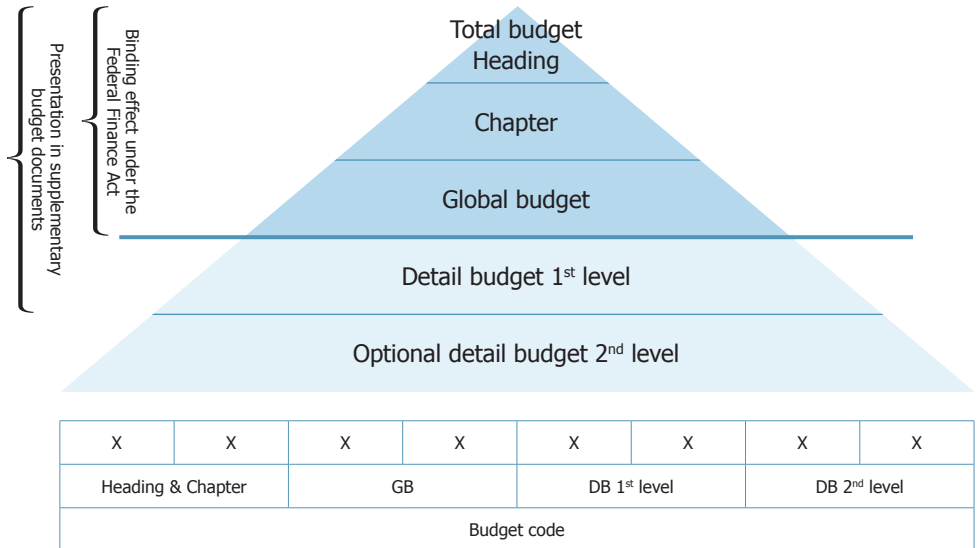 Presentation in supplementary
budget documents
Binding effect under the
Federal Finance Act
Total budget
Heading
Chapter
Global budget
Detail budget 1st level
Optional detail budget 2nd level
X X X X X X X X
Heading & Chapter GB DB 1st level DB 2nd level
Budget code